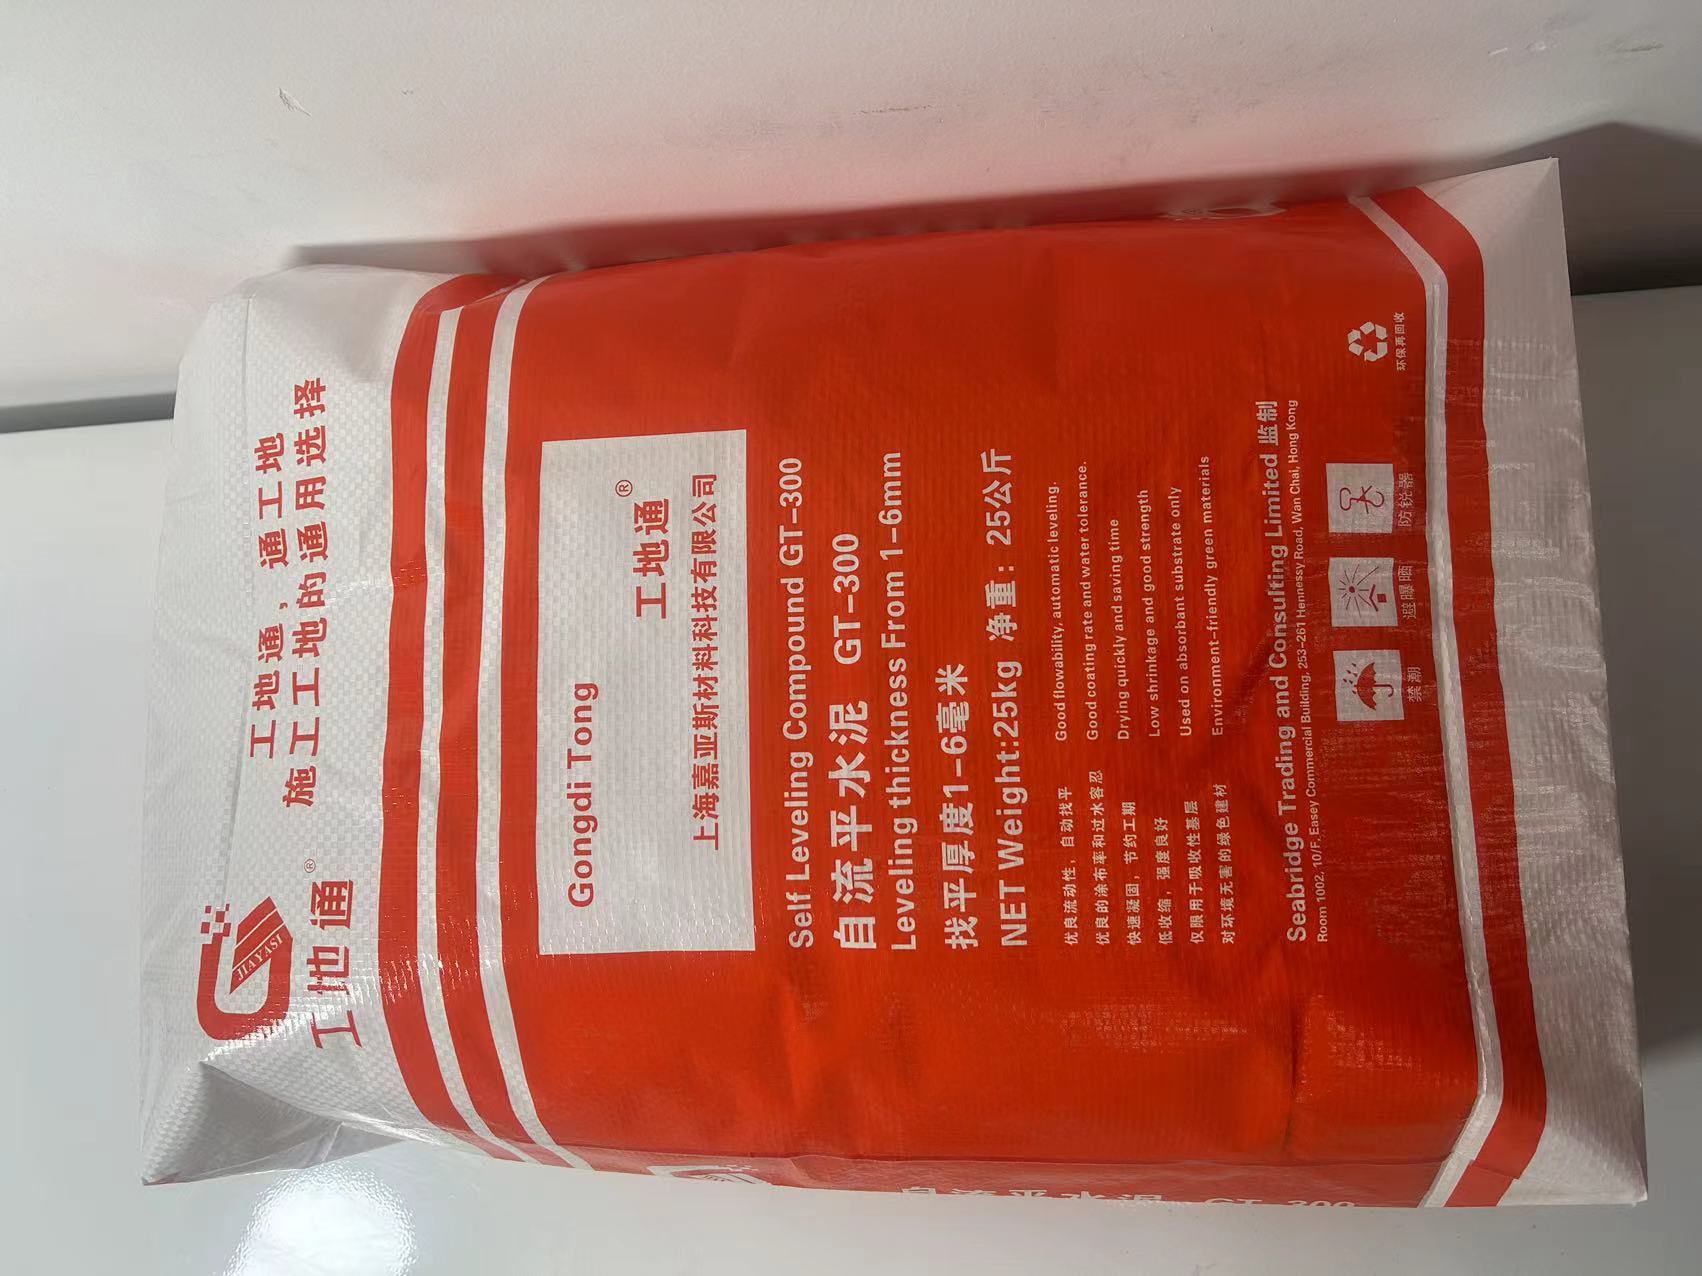 JIAYASI
工地通®
工地通，通工地
施工工地的通用选择
Gongdi Tong
工地通®
上海嘉亚斯材料科技有限公司
Self Leveling Compound GT-300
自流平水泥 GT-300
Leveling thickness From 1-6mm
找平厚度1-6毫米
NET Weight:25kg 净重：25公斤
优良流动性，自动找平 Good flowability, automatic leveling.
优良的涂布率和过水容忍 Good coating rate and water tolerance.
快速凝固，节约工期 Drying quickly and saving time
低收缩，强度良好 Low shrinkage and good strength
仅限用于吸收性基层 Used on absorbant substrate only
对环境无害的绿色建材 Environment-friendly green materials
Seabridge Trading and Consulting Limited 监制
Room 1002, 10/F, Easey Commercial Building, 253-261 Hennessy Road, Wan Chai, Hong Kong
禁潮 避曝晒 防锐器
环保再回收
自流平水泥 GT-300